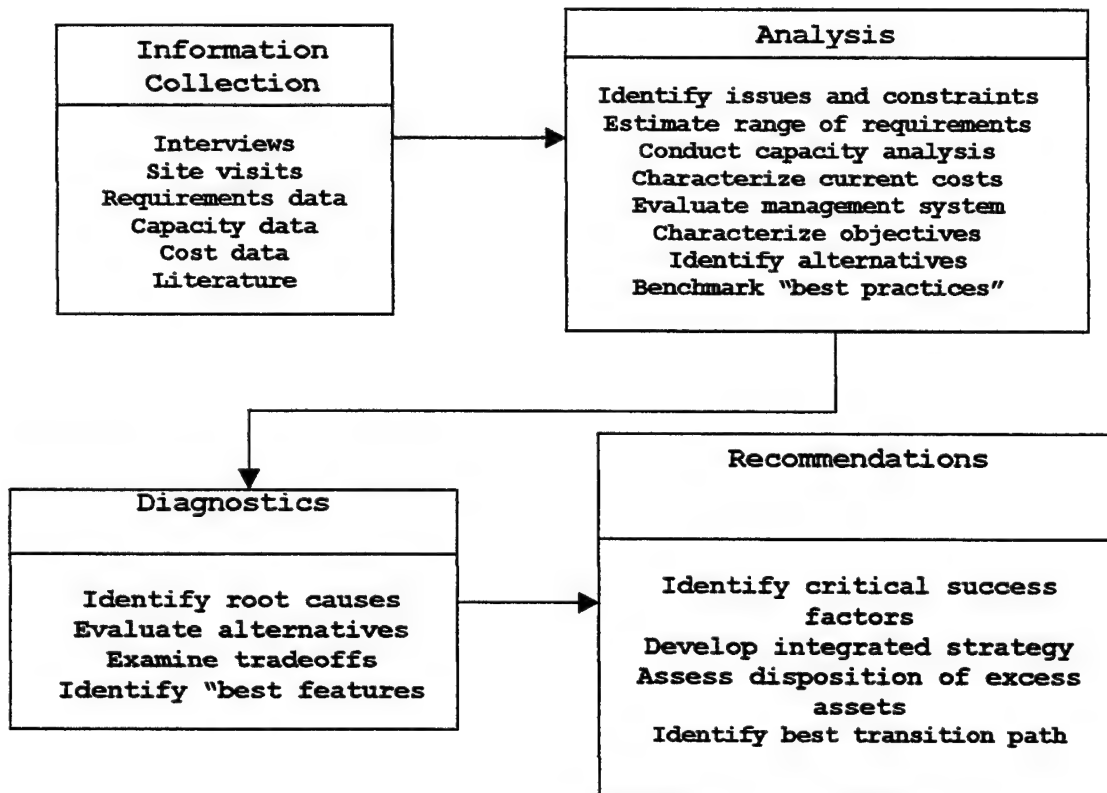 Information
Collection
Interviews
Site visits
Requirements data
Capacity data
Cost data
Literature
Analysis
Identify issues and constraints
Estimate range of requirements
Conduct capacity analysis
Characterize current costs
Evaluate management system
Characterize objectives
Identify alternatives
Benchmark “best practices”
Diagnostics
Identify root causes
Evaluate alternatives
Examine tradeoffs
Identify “best features
Recommendations
Identify critical success
factors
Develop integrated strategy
Assess disposition of excess
assets
Identify best transition path